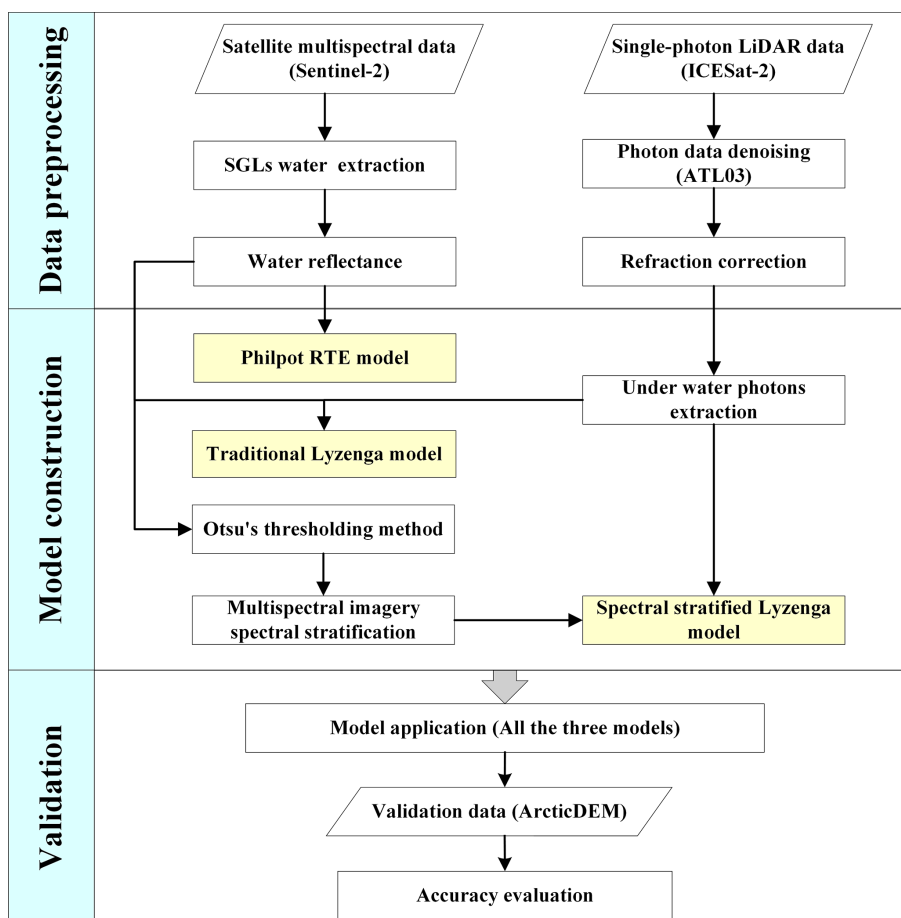 Data preprocessing
Satellite multispectral data
(Sentinel-2)
Single-photon LiDAR data
(ICESat-2)
SGLs water extraction
Photon data denoising
(ATL03)
Water reflectance
Refraction correction
Model construction
Philpot RTE model
Under water photons
extraction
Traditional Lyzenga model
Otsu's thresholding method
Multispectral imagery
spectral stratification
Spectral stratified Lyzenga
model
Validation
Model application (All the three models)
Validation data (ArcticDEM)
Accuracy evaluation